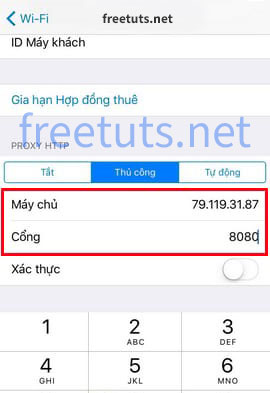 Wi-Fi
freetuts.net
ID Máy khách
Gia hạn Hợp đồng thuê
freetuts.net
PROXY HTTP
Tắt
Thủ công
Tự động
Máy chủ 79.119.31.87
Cổng 8080
Xác thực
1 2 3
ABC DEF
4 5 6
GHI JKL MNO